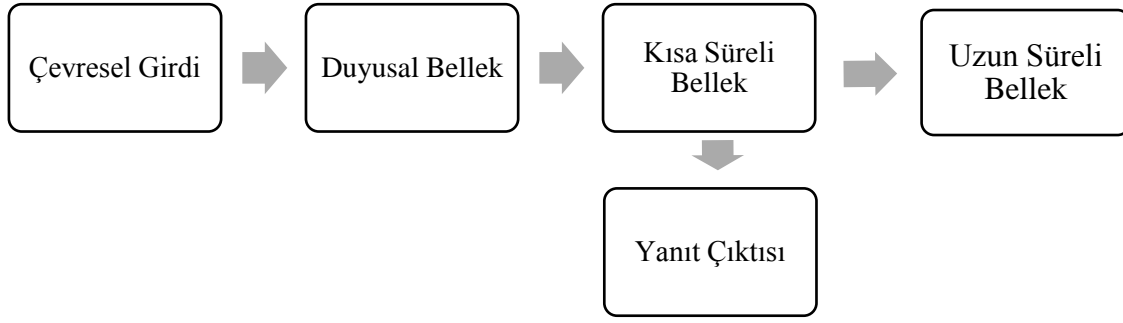 Çevresel Girdi
Duyusal Bellek
Kısa Süreli
Bellek
Uzun Süreli
Bellek
Yanıt Çıktısı